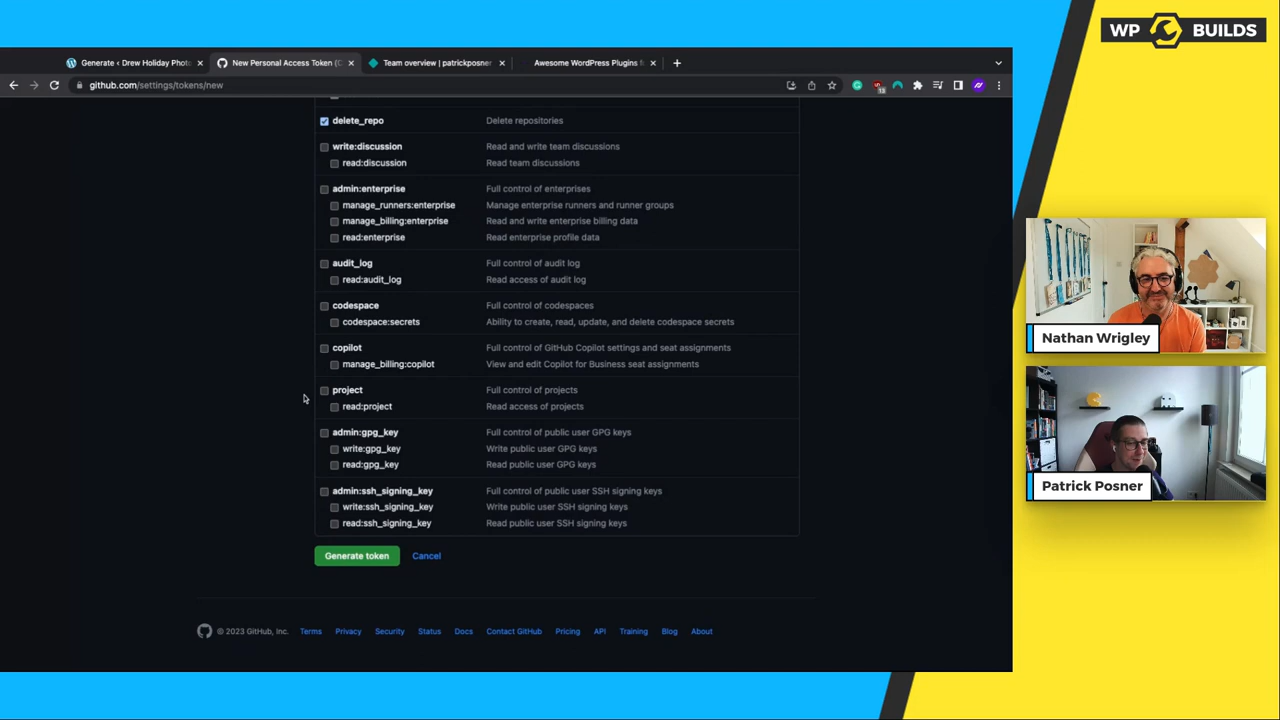 WP BUILDS
Generate ‹ Drew Holiday Phot
New Personal Access Token (C
Team overview | patrickposner
Awesome WordPress Plugins f
github.com/settings/tokens/new
delete_repo Delete repositories
write:discussion Read and write team discussions
read:discussion Read team discussions
admin:enterprise Full control of enterprises
manage_runners:enterprise Manage enterprise runners and runner groups
manage_billing:enterprise Read and write enterprise billing data
read:enterprise Read enterprise profile data
audit_log Full control of audit log
read:audit_log Read access of audit log
codespace Full control of codespaces
codespace:secrets Ability to create, read, update, and delete codespace secrets
copilot Full control of GitHub Copilot settings and seat assignments
manage_billing:copilot View and edit Copilot for Business seat assignments
project Full control of projects
read:project Read access of projects
admin:gpg_key Full control of public user GPG keys
write:gpg_key Write public user GPG keys
read:gpg_key Read public user GPG keys
admin:ssh_signing_key Full control of public user SSH signing keys
write:ssh_signing_key Write public user SSH signing keys
read:ssh_signing_key Read public user SSH signing keys
Generate token Cancel
© 2023 GitHub, Inc. Terms Privacy Security Status Docs Contact GitHub Pricing API Training Blog About
Nathan Wrigley
Patrick Posner